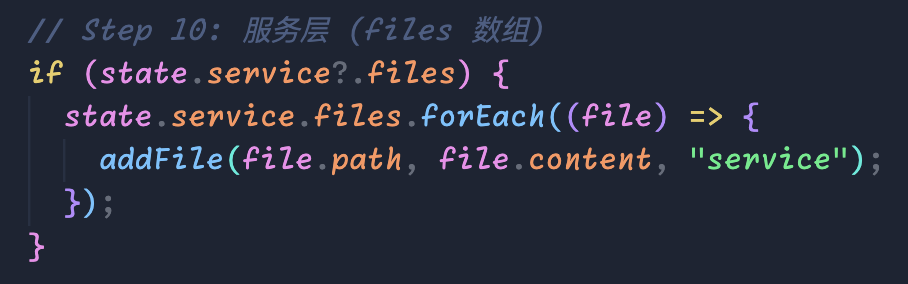 // Step 10: 服务层 (files 数组)
if (state.service?.files) {
  state.service.files.forEach((file) => {
    addFile(file.path, file.content, "service");
  });
}